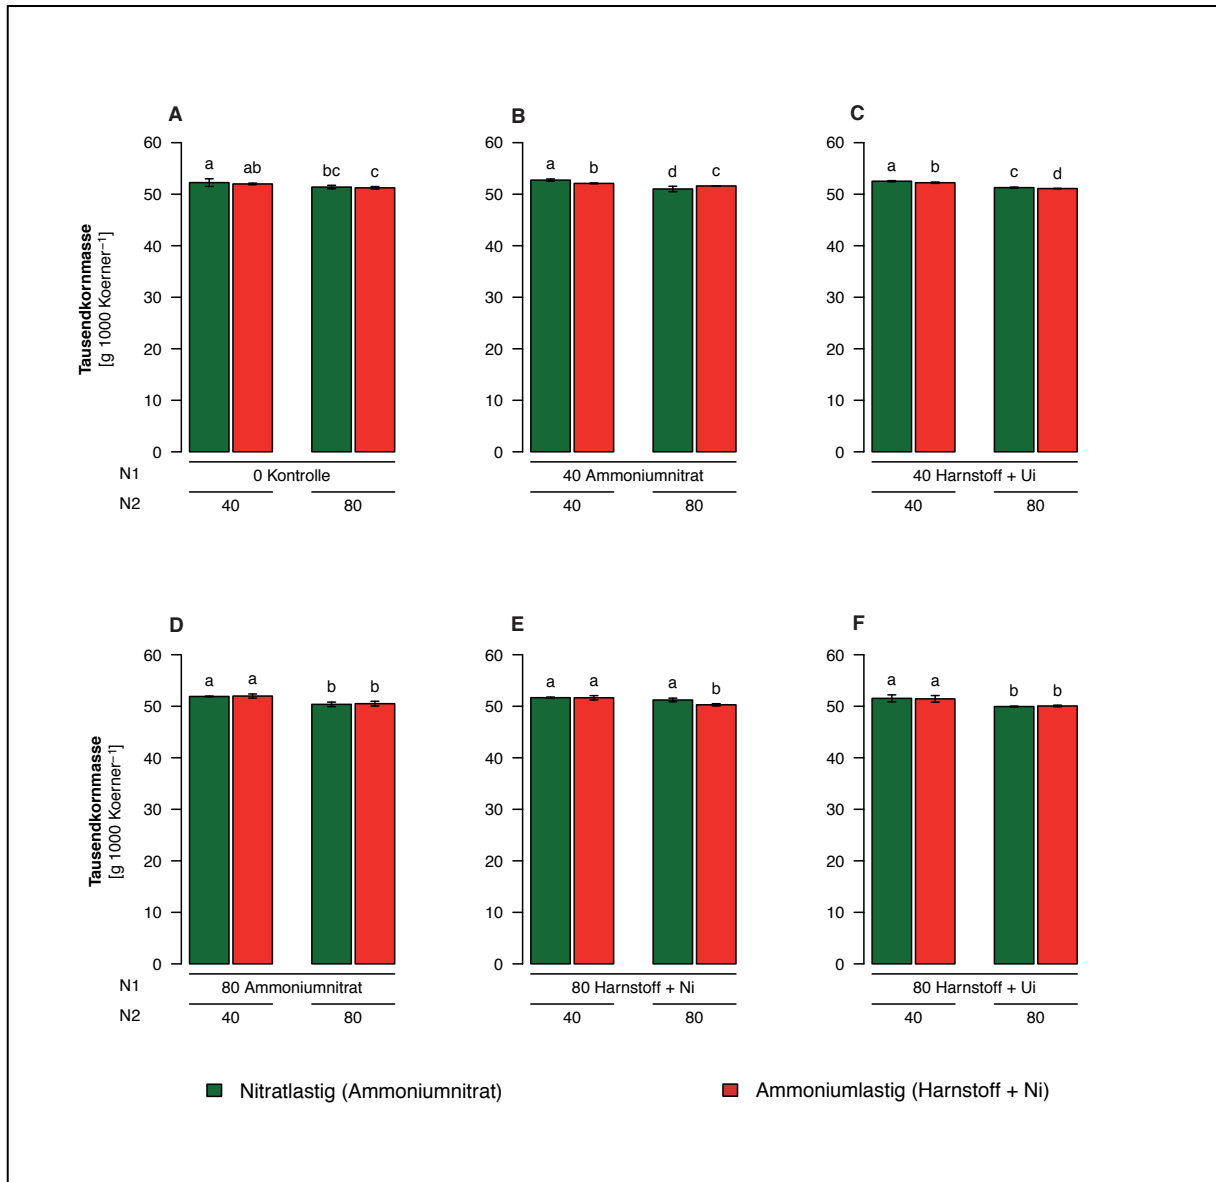 A
B
C
60
50
40
30
20
10
0
a
ab
bc
c
60
50
40
30
20
10
0
a
b
d
c
60
50
40
30
20
10
0
a
b
c
d
Tausendkornmasse
[g 1000 Koerner⁻¹]
N1
0 Kontrolle
40 Ammoniumnitrat
40 Harnstoff + Ui
N2
40
80
40
80
40
80
D
E
F
60
50
40
30
20
10
0
a
a
b
b
60
50
40
30
20
10
0
a
a
a
b
60
50
40
30
20
10
0
a
a
b
b
Tausendkornmasse
[g 1000 Koerner⁻¹]
N1
80 Ammoniumnitrat
80 Harnstoff + Ni
80 Harnstoff + Ui
N2
40
80
40
80
40
80
Nitratlastig (Ammoniumnitrat)
Ammoniumlastig (Harnstoff + Ni)